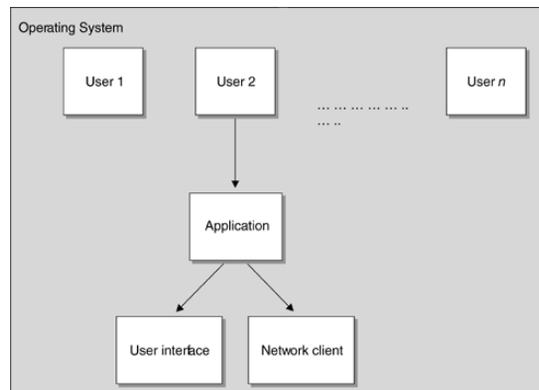 Operating System
User 1
User 2
User n
... ... ... ... ... ..
... ..
Application
User interface
Network client